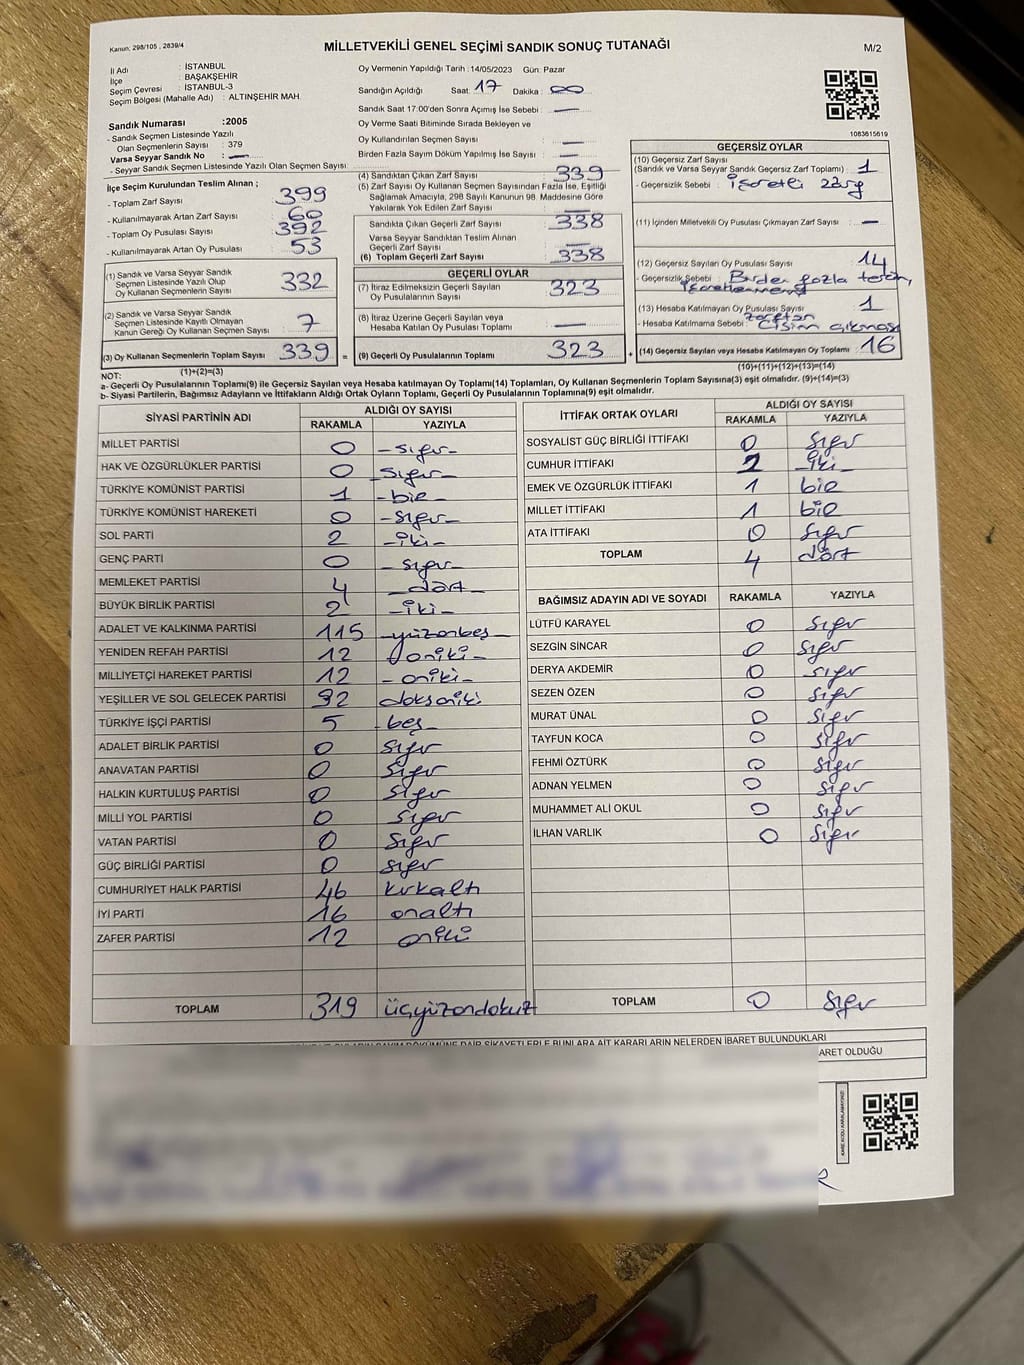 Kanun. 298/105 , 2839/4
MİLLETVEKİLİ GENEL SEÇİMİ SANDIK SONUÇ TUTANAĞI
M/2
İl Adı : İSTANBUL
İlçe : BAŞAKŞEHİR
Seçim Çevresi : İSTANBUL-3
Seçim Bölgesi (Mahalle Adı) : ALTINŞEHİR MAH.
Sandık Numarası :2005
- Sandık Seçmen Listesinde Yazılı
Olan Seçmenlerin Sayısı : 379
Varsa Seyyar Sandık No : —
- Seyyar Sandık Seçmen Listesinde Yazılı Olan Seçmen Sayısı:
Oy Vermenin Yapıldığı Tarih :14/05/2023 Gün: Pazar
Sandığın Açıldığı Saat: 17 Dakika : 00
Sandık Saat 17:00'den Sonra Açımış İse Sebebi : —
Oy Verme Saati Bitiminde Sırada Bekleyen ve
Oy Kullandırılan Seçmen Sayısı : —
Birden Fazla Sayım Döküm Yapılmış İse Sayısı : —
1083615619
İlçe Seçim Kurulundan Teslim Alınan ;
- Toplam Zarf Sayısı : 399
- Kullanılmayarak Artan Zarf Sayısı : 60
- Toplam Oy Pusulası Sayısı : 392
- Kullanılmayarak Artan Oy Pusulası : 53
(1) Sandık ve Varsa Seyyar Sandık
Seçmen Listesinde Yazılı Olup
Oy Kullanan Seçmenlerin Sayısı : 332
(2) Sandık ve Varsa Seyyar Sandık
Seçmen Listesinde Kayıtlı Olmayan
Kanun Gereği Oy Kullanan Seçmen Sayısı : 7
(3) Oy Kullanan Seçmenlerin Toplam Sayısı : 339 =
(1)+(2)=(3)
(4) Sandıktan Çıkan Zarf Sayısı : 339
(5) Zarf Sayısı Oy Kullanan Seçmen Sayısından Fazla İse, Eşitliği
Sağlamak Amacıyla, 298 Sayılı Kanunun 98. Maddesine Göre
Yakılarak Yok Edilen Zarf Sayısı : —
Sandıkta Çıkan Geçerli Zarf Sayısı : 338
Varsa Seyyar Sandıktan Teslim Alınan
Geçerli Zarf Sayısı : —
(6) Toplam Geçerli Zarf Sayısı : 338
GEÇERLİ OYLAR
(7) İtiraz Edilmeksizin Geçerli Sayılan
Oy Pusulalarının Sayısı : 323
(8) İtiraz Üzerine Geçerli Sayılan veya
Hesaba Katılan Oy Pusulası Toplamı : —
(9) Geçerli Oy Pusulalarının Toplamı : 323 +
GEÇERSİZ OYLAR
(10) Geçersiz Zarf Sayısı
(Sandık ve Varsa Seyyar Sandık Geçersiz Zarf Toplamı) : 1
- Geçersizlik Sebebi : işaretli zarf
(11) İçinden Milletvekili Oy Pusulası Çıkmayan Zarf Sayısı : —
(12) Geçersiz Sayılan Oy Pusulası Sayısı : 14
- Geçersizlik Sebebi : Birden fazla tercih,
(13) Hesaba Katılmayan Oy Pusulası Sayısı : 1
- Hesaba Katılmama Sebebi : zarftan
cisim çıkması
(14) Geçersiz Sayılan veya Hesaba Katılmayan Oy Toplamı : 16
(10)+(11)+(12)+(13)=(14)
NOT:
a- Geçerli Oy Pusulalarının Toplamı(9) ile Geçersiz Sayılan veya Hesaba katılmayan Oy Toplamı(14) Toplamları, Oy Kullanan Seçmenlerin Toplam Sayısına(3) eşit olmalıdır. (9)+(14)=(3)
b- Siyasi Partilerin, Bağımsız Adayların ve İttifakların Aldığı Ortak Oyların Toplamı, Geçerli Oy Pusulalarının Toplamına(9) eşit olmalıdır.
SİYASİ PARTİNİN ADI ALDIĞI OY SAYISI
RAKAMLA YAZIYLA
MİLLET PARTİSİ 0 -sıfır-
HAK VE ÖZGÜRLÜKLER PARTİSİ 0 -sıfır-
TÜRKİYE KOMÜNİST PARTİSİ 1 -bir-
TÜRKİYE KOMÜNİST HAREKETİ 0 -sıfır-
SOL PARTİ 2 -iki-
GENÇ PARTİ 0 -sıfır-
MEMLEKET PARTİSİ 4 -dört-
BÜYÜK BİRLİK PARTİSİ 2 -iki-
ADALET VE KALKINMA PARTİSİ 115 -yüzonbeş-
YENİDEN REFAH PARTİSİ 12 oniki-
MİLLİYETÇİ HAREKET PARTİSİ 12 -oniki-
YEŞİLLER VE SOL GELECEK PARTİSİ 92 doksaniki
TÜRKİYE İŞÇİ PARTİSİ 5 -beş-
ADALET BİRLİK PARTİSİ 0 sıfır
ANAVATAN PARTİSİ 0 sıfır
HALKIN KURTULUŞ PARTİSİ 0 sıfır
MİLLİ YOL PARTİSİ 0 sıfır
VATAN PARTİSİ 0 sıfır
GÜÇ BİRLİĞİ PARTİSİ 0 sıfır
CUMHURİYET HALK PARTİSİ 46 kırkaltı
İYİ PARTİ 16 onaltı
ZAFER PARTİSİ 12 oniki
TOPLAM 319 üçyüzondokuz
İTTİFAK ORTAK OYLARI ALDIĞI OY SAYISI
RAKAMLA YAZIYLA
SOSYALİST GÜÇ BİRLİĞİ İTTİFAKI 0 sıfır
CUMHUR İTTİFAKI 2 -iki-
EMEK VE ÖZGÜRLÜK İTTİFAKI 1 bir
MİLLET İTTİFAKI 1 bir
ATA İTTİFAKI 0 sıfır
TOPLAM 4 dört
BAĞIMSIZ ADAYIN ADI VE SOYADI RAKAMLA YAZIYLA
LÜTFÜ KARAYEL 0 sıfır
SEZGİN SİNCAR 0 sıfır
DERYA AKDEMİR 0 sıfır
SEZEN ÖZEN 0 sıfır
MURAT ÜNAL 0 sıfır
TAYFUN KOCA 0 sıfır
FEHMİ ÖZTÜRK 0 sıfır
ADNAN YELMEN 0 sıfır
MUHAMMET ALİ OKUL 0 sıfır
İLHAN VARLIK 0 sıfır
TOPLAM 0 sıfır
SAYIM DÖKÜMÜNE DAİR ŞİKAYETLERLE BUNLARA AİT KARARLARIN NELERDEN İBARET BULUNDUKLARI
ARET OLDUĞU
KARE KODU KARALAMAYINIZ!